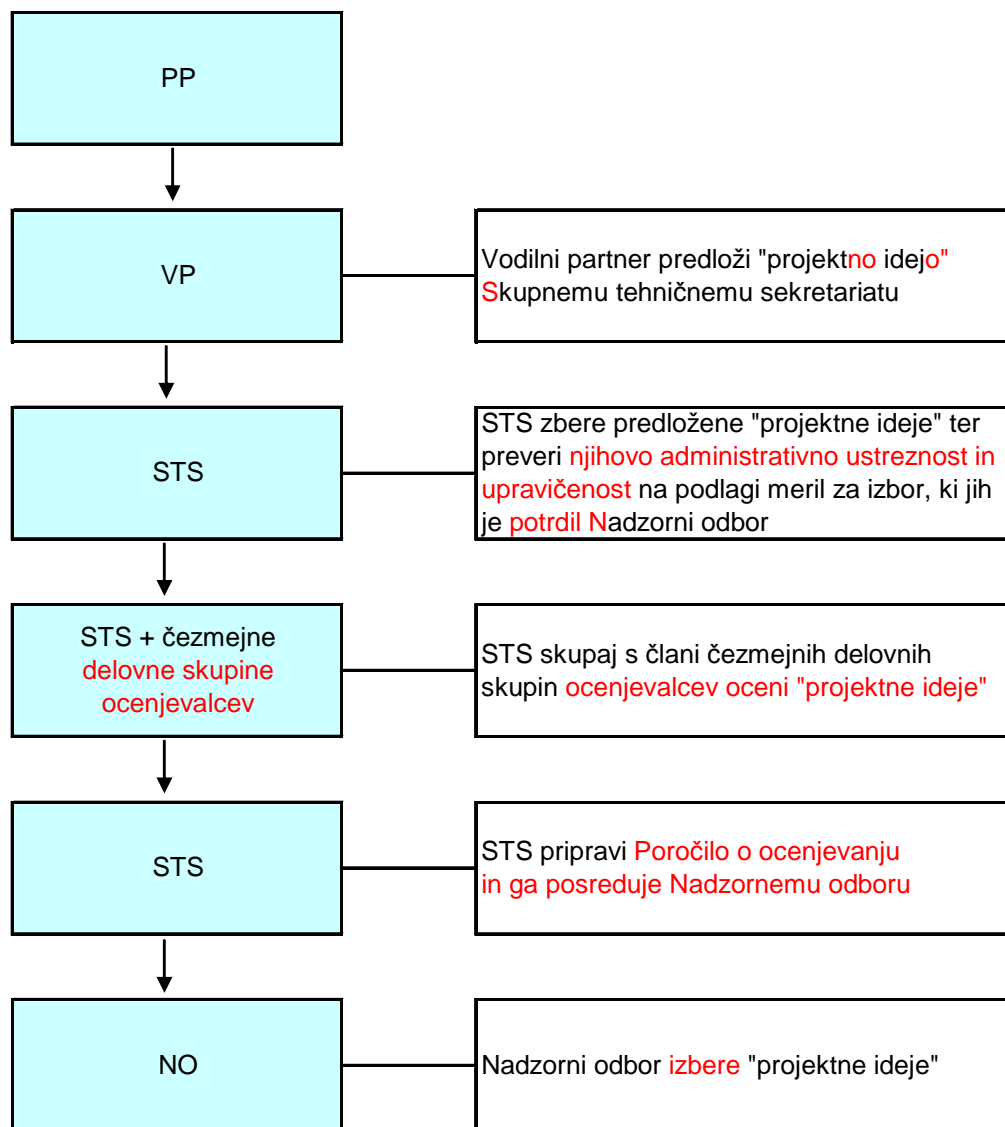 PP
VP
Vodilni partner predloži "projektno idejo"
Skupnemu tehničnemu sekretariatu
STS
STS zbere predložene "projektne ideje" ter
preveri njihovo administrativno ustreznost in
upravičenost na podlagi meril za izbor, ki jih
je potrdil Nadzorni odbor
STS + čezmejne
delovne skupine
ocenjevalcev
STS skupaj s člani čezmejnih delovnih
skupin ocenjevalcev oceni "projektne ideje"
STS
STS pripravi Poročilo o ocenjevanju
in ga posreduje Nadzornemu odboru
NO
Nadzorni odbor izbere "projektne ideje"